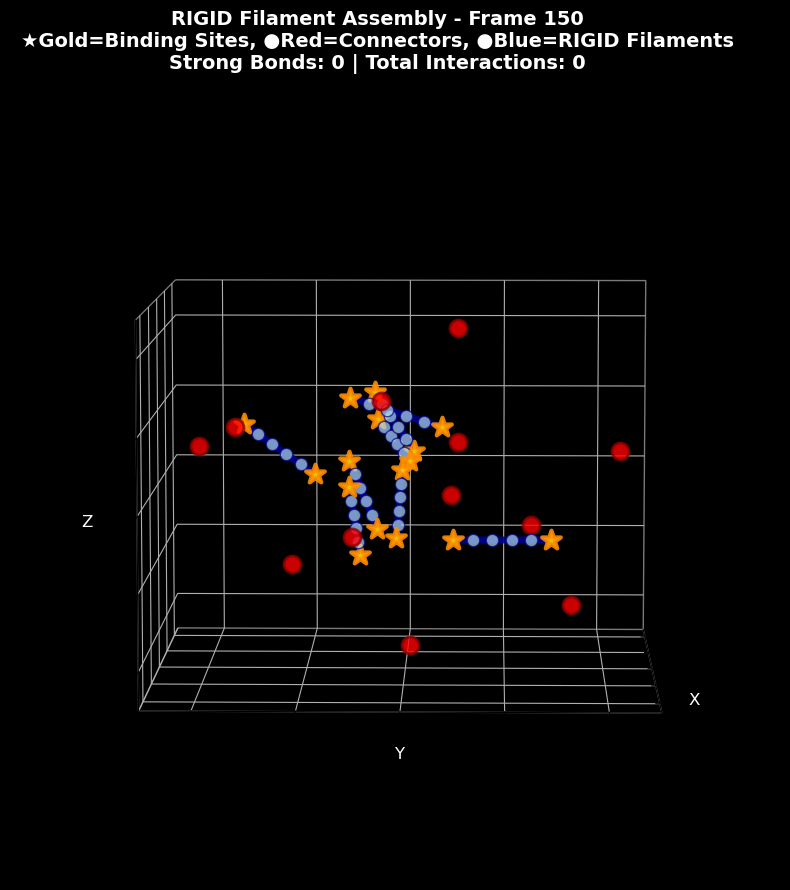 RIGID Filament Assembly - Frame 150
★Gold=Binding Sites, ●Red=Connectors, ●Blue=RIGID Filaments
Strong Bonds: 0 | Total Interactions: 0
Z
X
Y